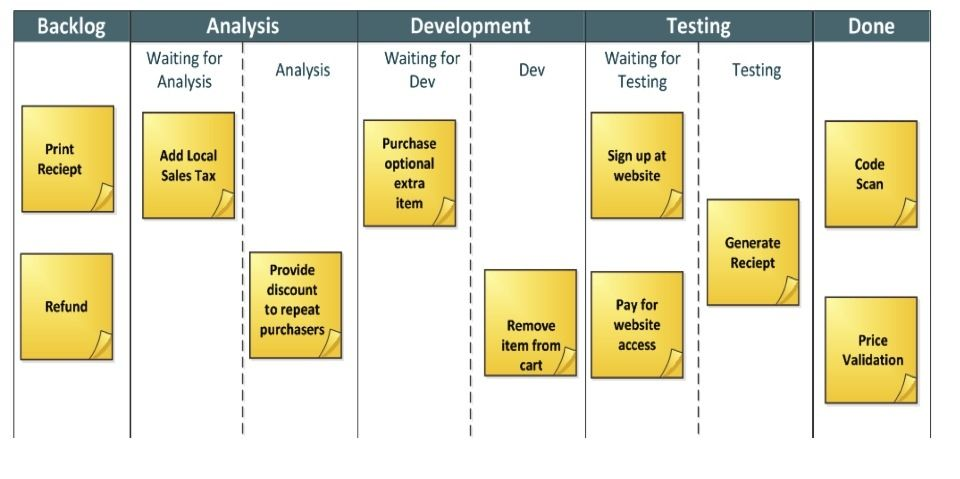 Backlog
Analysis
Development
Testing
Done
Waiting for
Analysis
Analysis
Waiting for
Dev
Dev
Waiting for
Testing
Testing
Print
Reciept
Refund
Add Local
Sales Tax
Provide
discount
to repeat
purchasers
Purchase
optional
extra
item
Remove
item from
cart
Sign up at
website
Pay for
website
access
Generate
Reciept
Code
Scan
Price
Validation